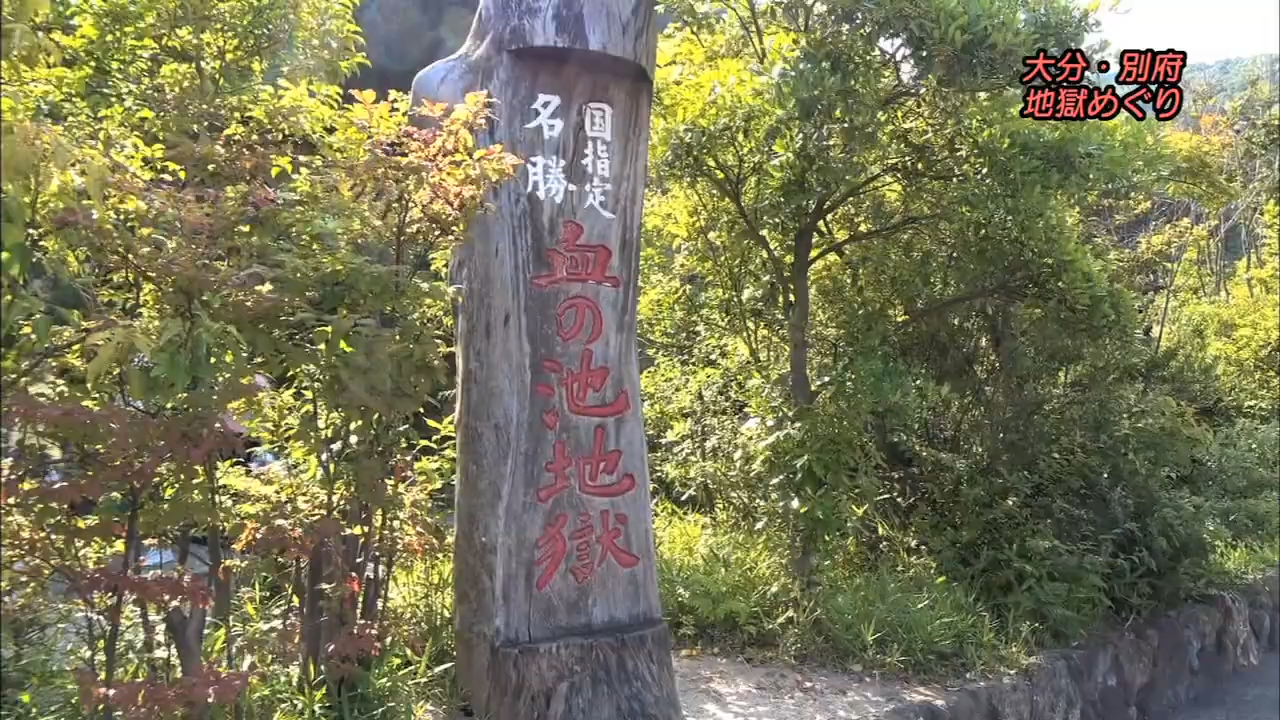 大分・別府
地獄めぐり
国指定
名勝
血の池地獄